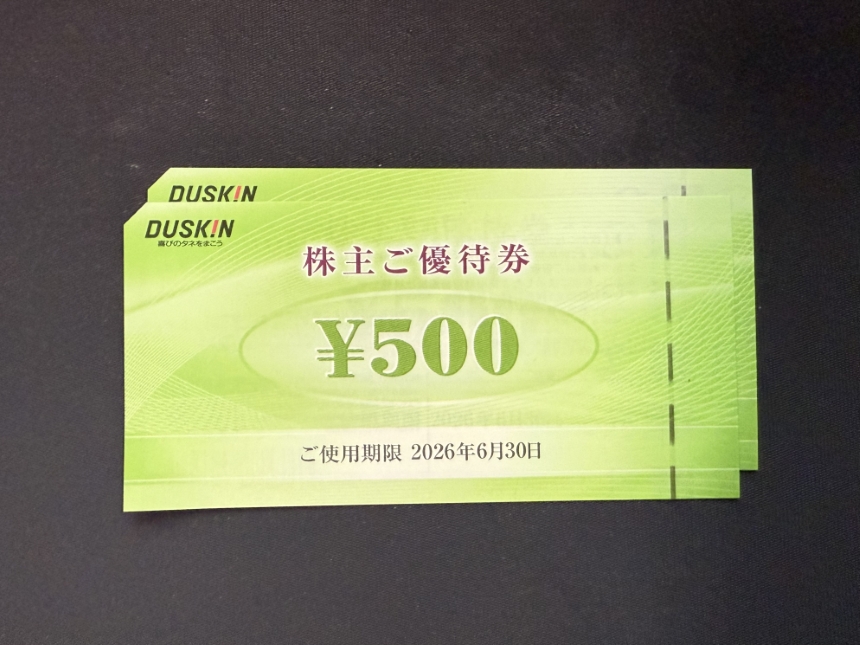 DUSKIN
DUSKIN
喜びのタネをまこう
株主ご優待券
¥500
ご使用期限 2026年6月30日